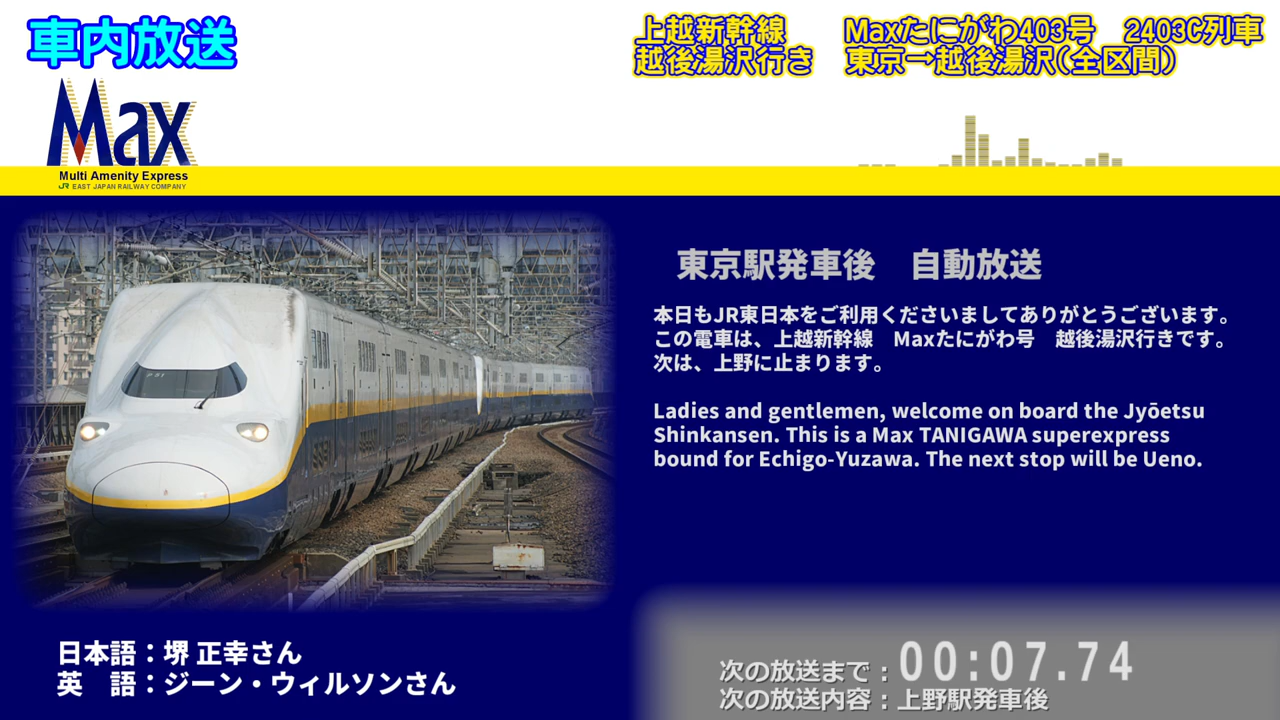 車内放送
上越新幹線　Maxたにがわ403号　2403C列車
越後湯沢行き　東京→越後湯沢(全区間)
Max
Multi Amenity Express
JR EAST JAPAN RAILWAY COMPANY
東京駅発車後　自動放送
本日もJR東日本をご利用くださいましてありがとうございます。
この電車は、上越新幹線　Maxたにがわ号　越後湯沢行きです。
次は、上野に止まります。
Ladies and gentlemen, welcome on board the Jyōetsu
Shinkansen. This is a Max TANIGAWA superexpress
bound for Echigo-Yuzawa. The next stop will be Ueno.
日本語：堺 正幸さん
英　語：ジーン・ウィルソンさん
次の放送まで：00:07.74
次の放送内容：上野駅発車後